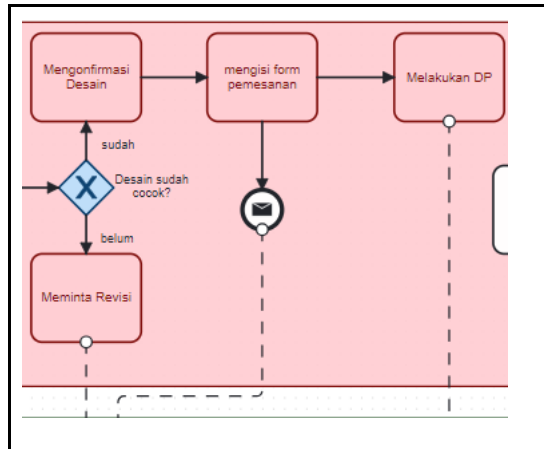 Mengonfirmasi
Desain
mengisi form
pemesanan
Melakukan DP
sudah
X
Desain sudah
cocok?
belum
Meminta Revisi